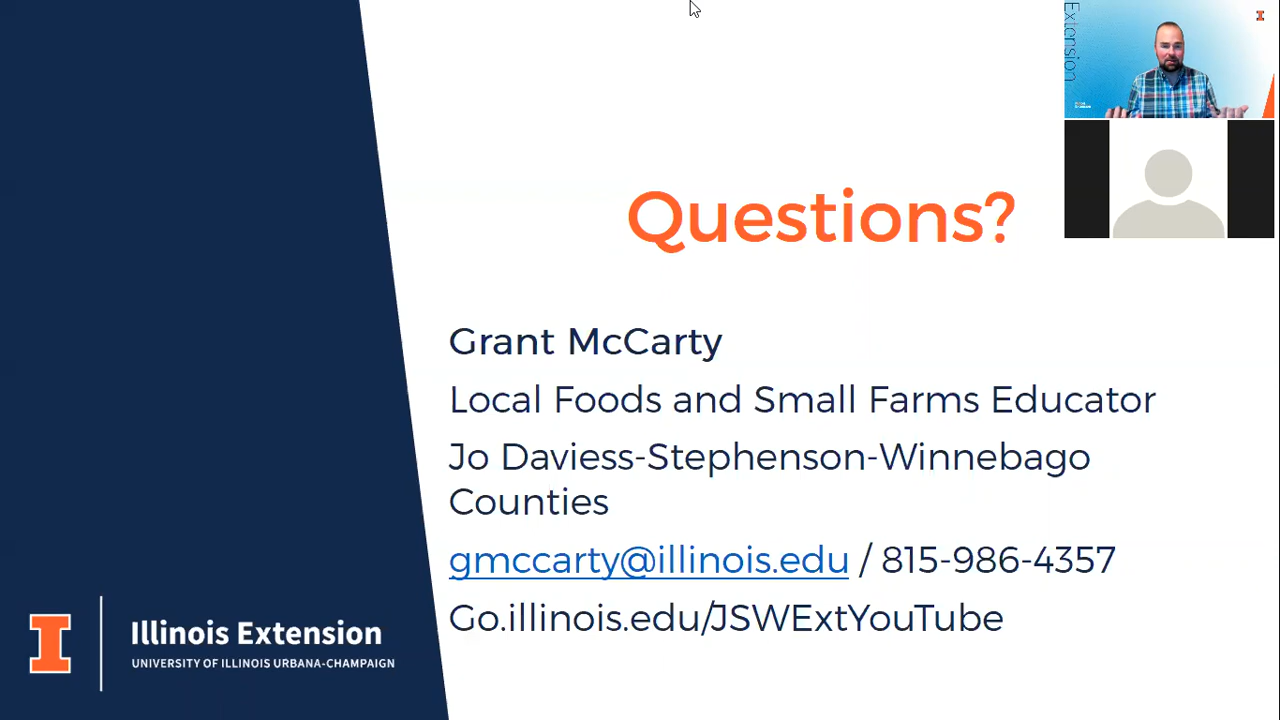 Extension
Questions?
Grant McCarty
Local Foods and Small Farms Educator
Jo Daviess-Stephenson-Winnebago
Counties
gmccarty@illinois.edu / 815-986-4357
Go.illinois.edu/JSWExtYouTube
Illinois Extension
UNIVERSITY OF ILLINOIS URBANA-CHAMPAIGN